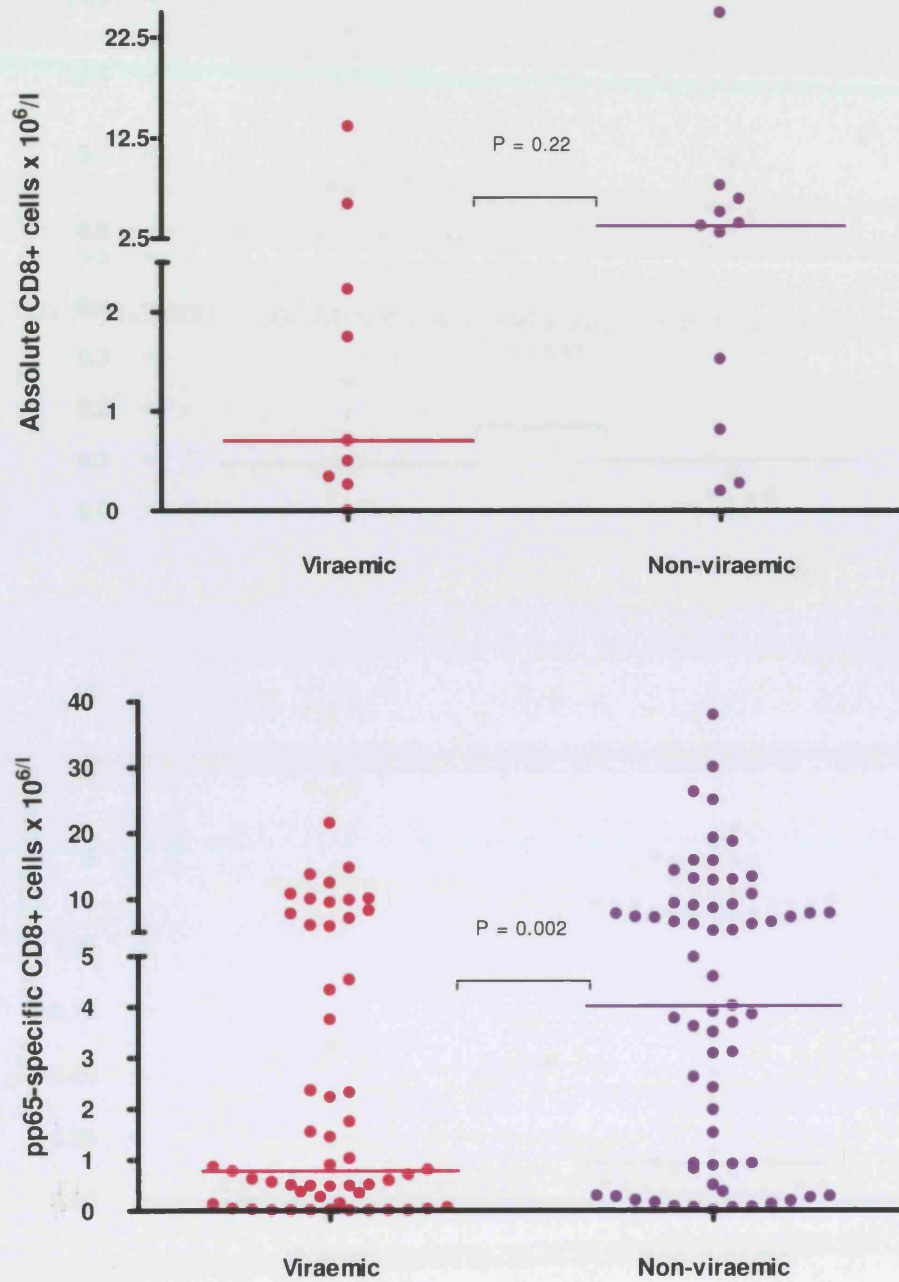 Absolute CD8+ cells x 10⁶/l
22.5
12.5
2.5
2
1
0
P = 0.22
Viraemic
Non-viraemic
pp65-specific CD8+ cells x 10⁶/l
40
30
20
10
5
4
3
2
1
0
P = 0.002
Viraemic
Non-viraemic